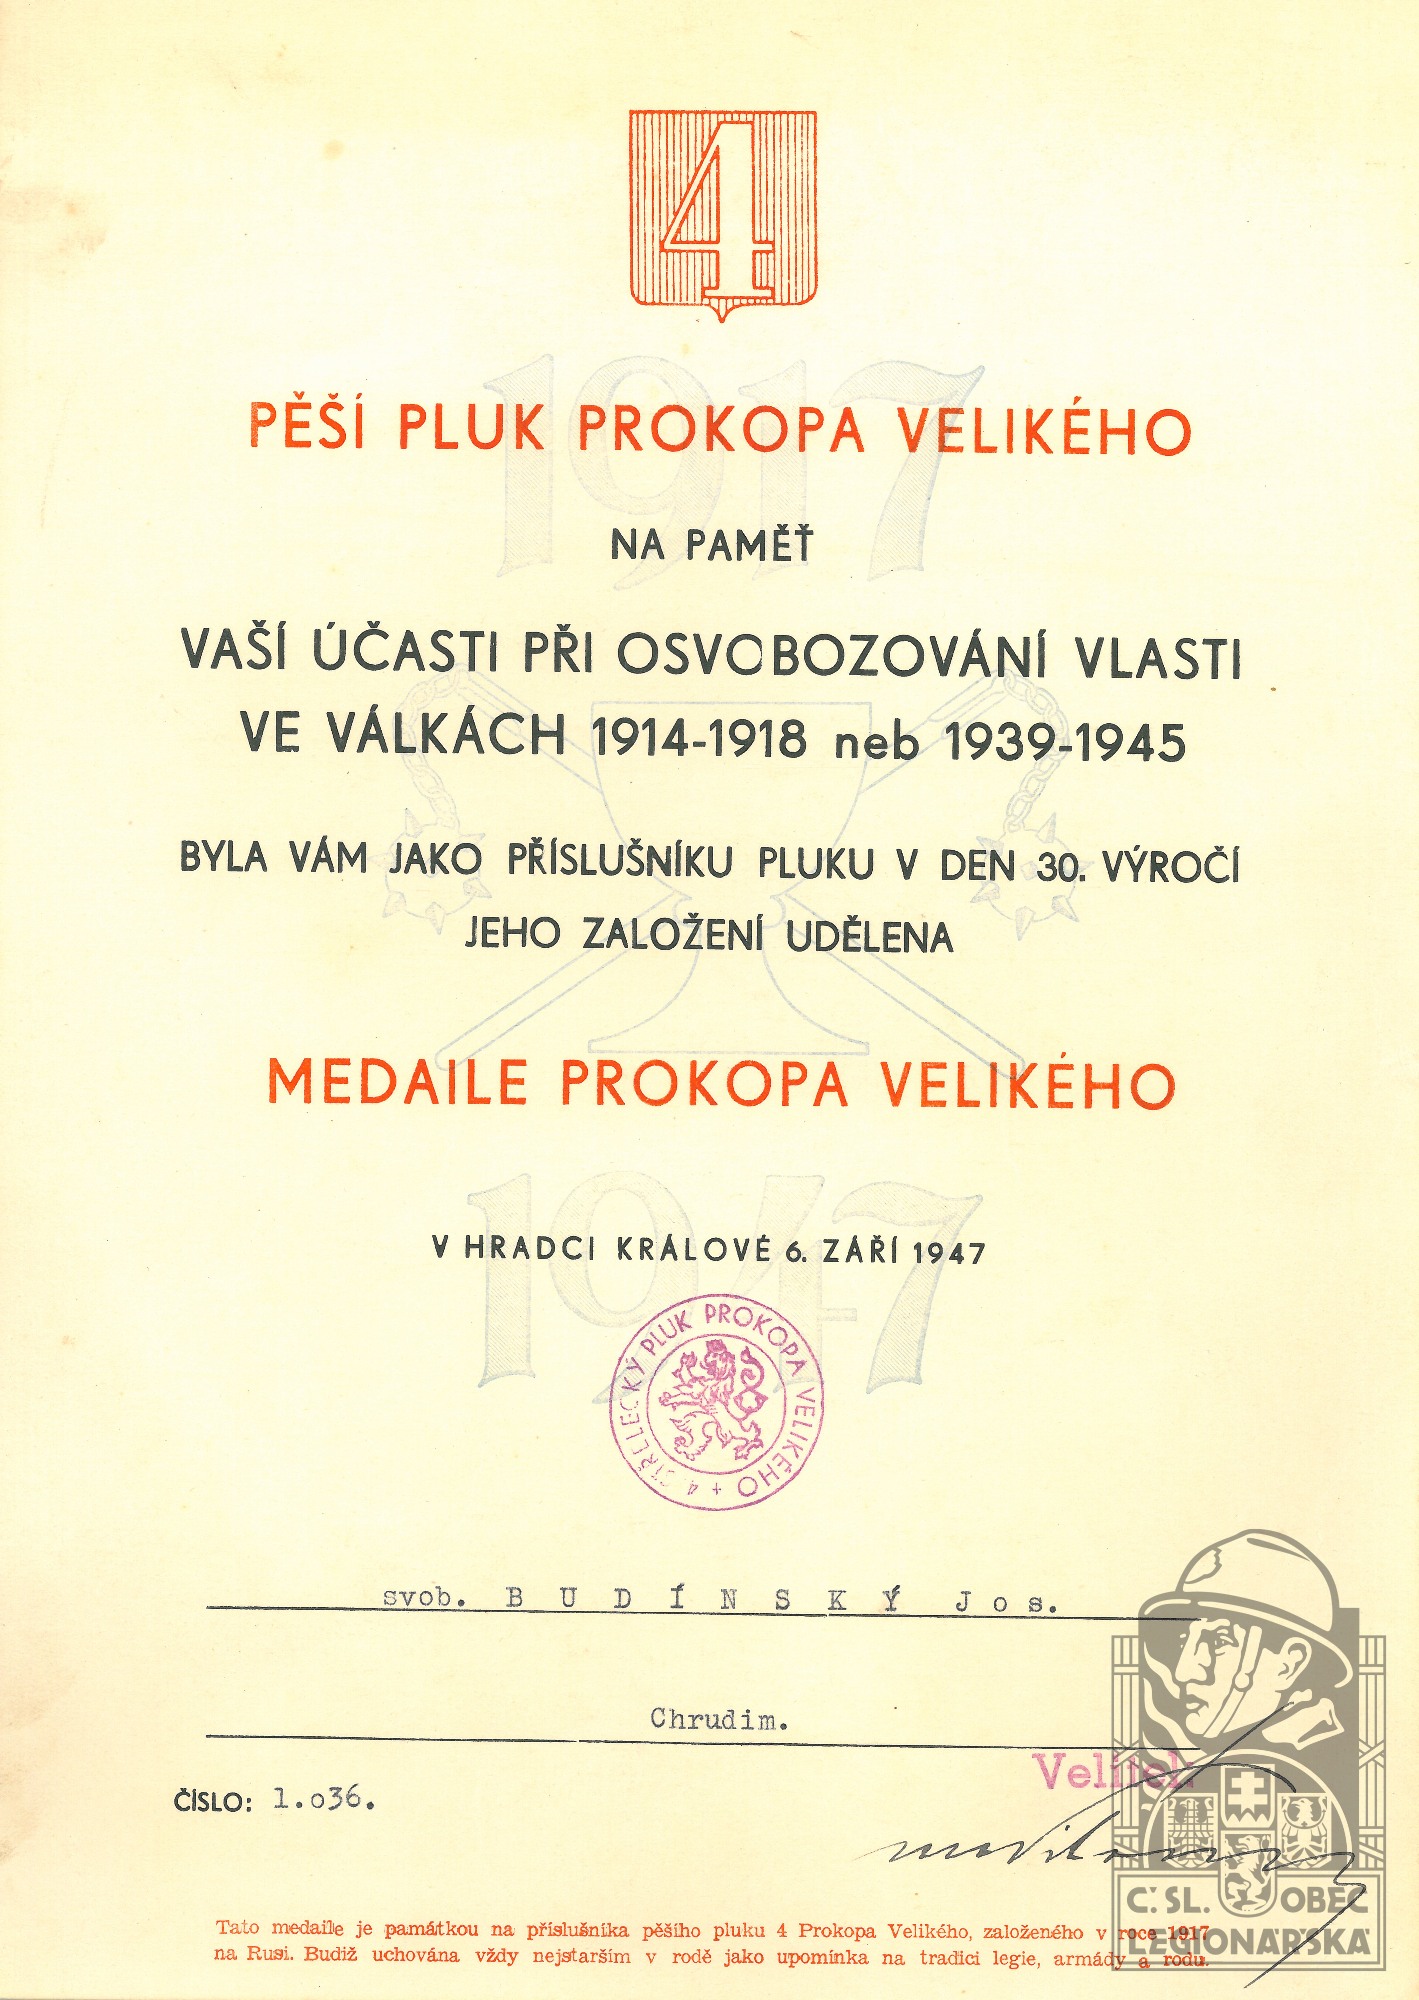 4
1917
PĚŠÍ PLUK PROKOPA VELIKÉHO
NA PAMĚŤ
VAŠÍ ÚČASTI PŘI OSVOBOZOVÁNÍ VLASTI
VE VÁLKÁCH 1914-1918 neb 1939-1945
BYLA VÁM JAKO PŘÍSLUŠNÍKU PLUKU V DEN 30. VÝROČÍ
JEHO ZALOŽENÍ UDĚLENA
MEDAILE PROKOPA VELIKÉHO
1947
V HRADCI KRÁLOVÉ 6. ZÁŘÍ 1947
4. STŘELECKÝ PLUK PROKOPA VELIKÉHO +
svob. B U D Í N S K Ý J o s.
Chrudim.
Velitel:
ČÍSLO: 1.o36.
Č. SL. OBEC
LEGIONÁŘSKÁ
Tato medaile je památkou na příslušníka pěšího pluku 4 Prokopa Velikého, založeného v roce 1917
na Rusi. Budiž uchována vždy nejstarším v rodě jako upomínka na tradici legie, armády a rodu.